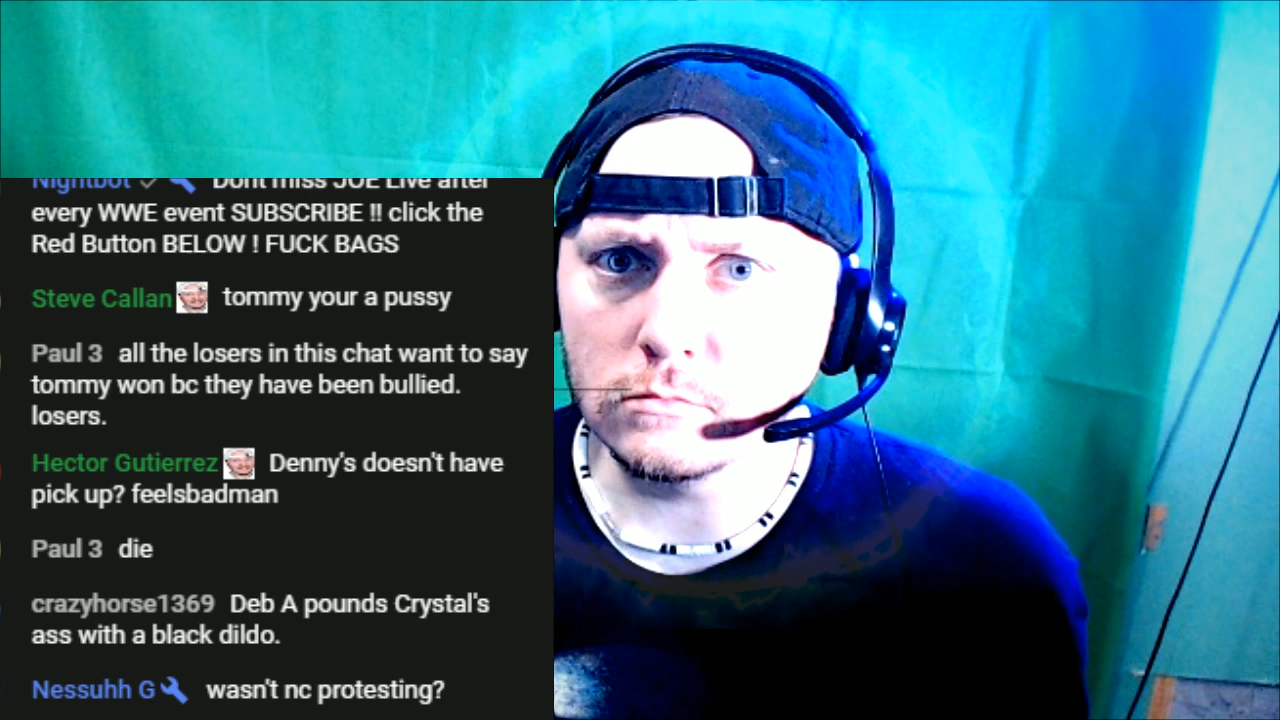 Nightbot Dont miss JOE Live after
every WWE event SUBSCRIBE !! click the
Red Button BELOW ! FUCK BAGS
Steve Callan tommy your a pussy
Paul 3 all the losers in this chat want to say
tommy won bc they have been bullied.
losers.
Hector Gutierrez Denny's doesn't have
pick up? feelsbadman
Paul 3 die
crazyhorse1369 Deb A pounds Crystal's
ass with a black dildo.
Nessuhh G wasn't nc protesting?